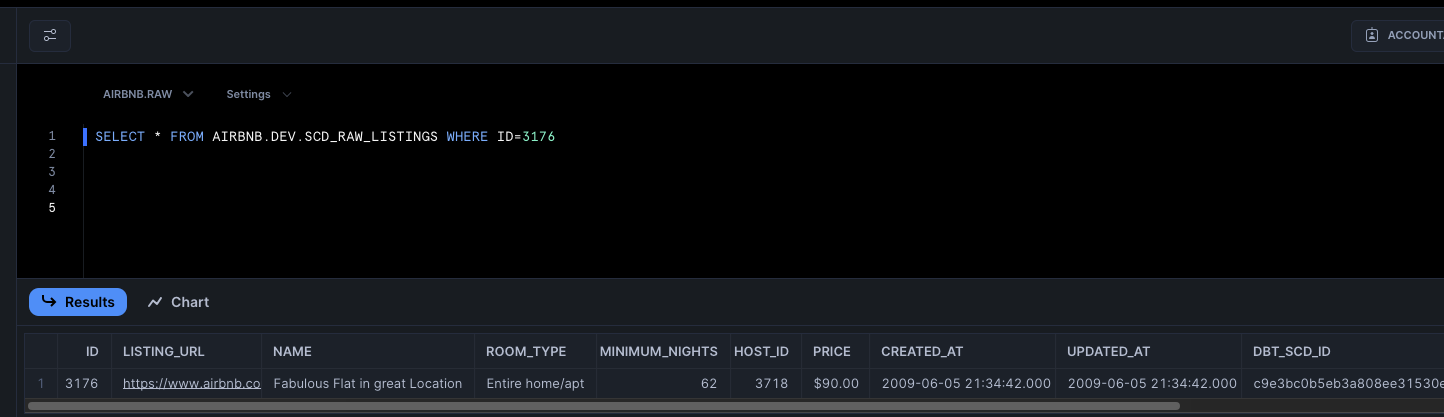 ACCOUNT
AIRBNB.RAW Settings
1 SELECT * FROM AIRBNB.DEV.SCD_RAW_LISTINGS WHERE ID=3176
2
3
4
5
Results Chart
ID LISTING_URL NAME ROOM_TYPE MINIMUM_NIGHTS HOST_ID PRICE CREATED_AT UPDATED_AT DBT_SCD_ID
1 3176 https://www.airbnb.co Fabulous Flat in great Location Entire home/apt 62 3718 $90.00 2009-06-05 21:34:42.000 2009-06-05 21:34:42.000 c9e3bc0b5eb3a808ee31530e